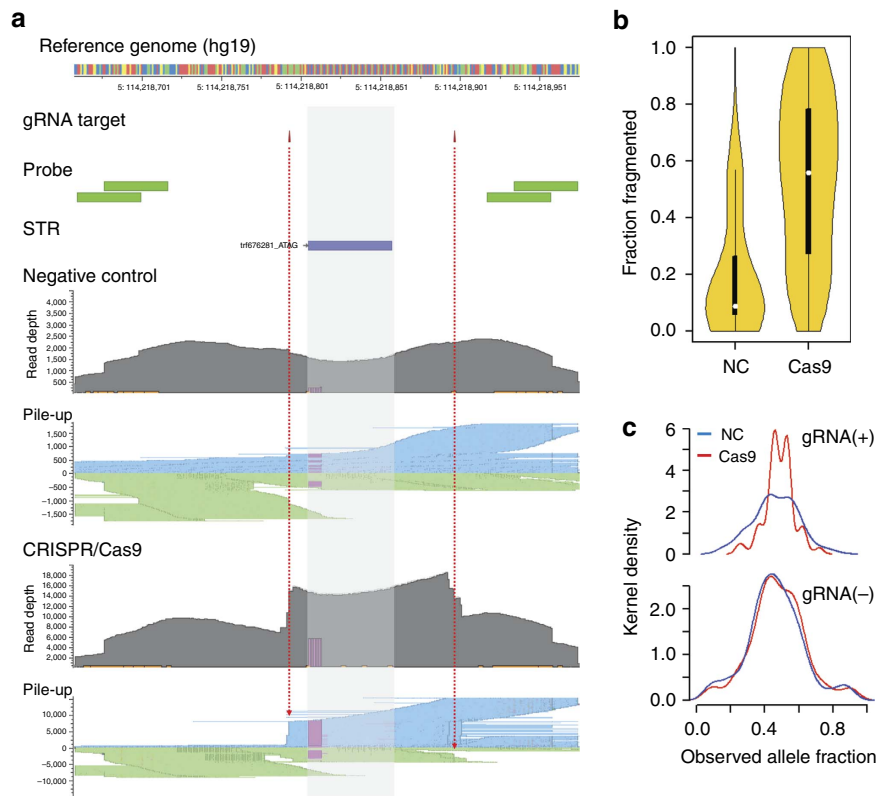 a
Reference genome (hg19)
5: 114,218,701 5: 114,218,751 5: 114,218,801 5: 114,218,851 5: 114,218,901 5: 114,218,951
gRNA target
Probe
STR
trf676281_ATAG
Negative control
Read depth
4,000
3,500
3,000
2,500
2,000
1,500
1,000
500
Pile-up
1,500
1,000
500
0
−500
−1,000
−1,500
CRISPR/Cas9
Read depth
18,000
16,000
14,000
12,000
10,000
8,000
6,000
4,000
2,000
Pile-up
10,000
5,000
0
−5,000
−10,000
b
Fraction fragmented
1.0
0.8
0.6
0.4
0.2
0.0
NC Cas9
c
NC
Cas9
gRNA(+)
6
4
2
0
Kernel density
gRNA(−)
2.0
1.0
0.0
0.0 0.4 0.8
Observed allele fraction